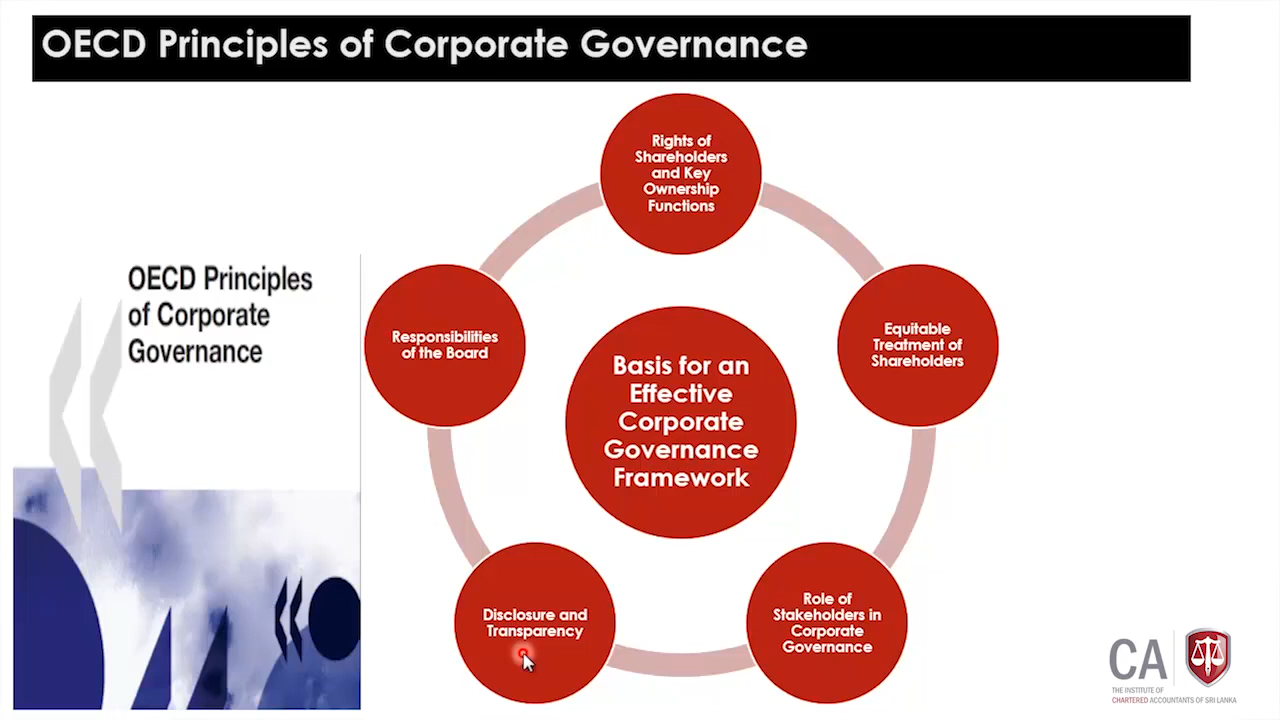 OECD Principles of Corporate Governance
OECD Principles
of Corporate
Governance
Rights of
Shareholders
and Key
Ownership
Functions
Equitable
Treatment of
Shareholders
Role of
Stakeholders in
Corporate
Governance
Disclosure and
Transparency
Responsibilities
of the Board
Basis for an
Effective
Corporate
Governance
Framework
CA
THE INSTITUTE OF
CHARTERED ACCOUNTANTS OF SRI LANKA